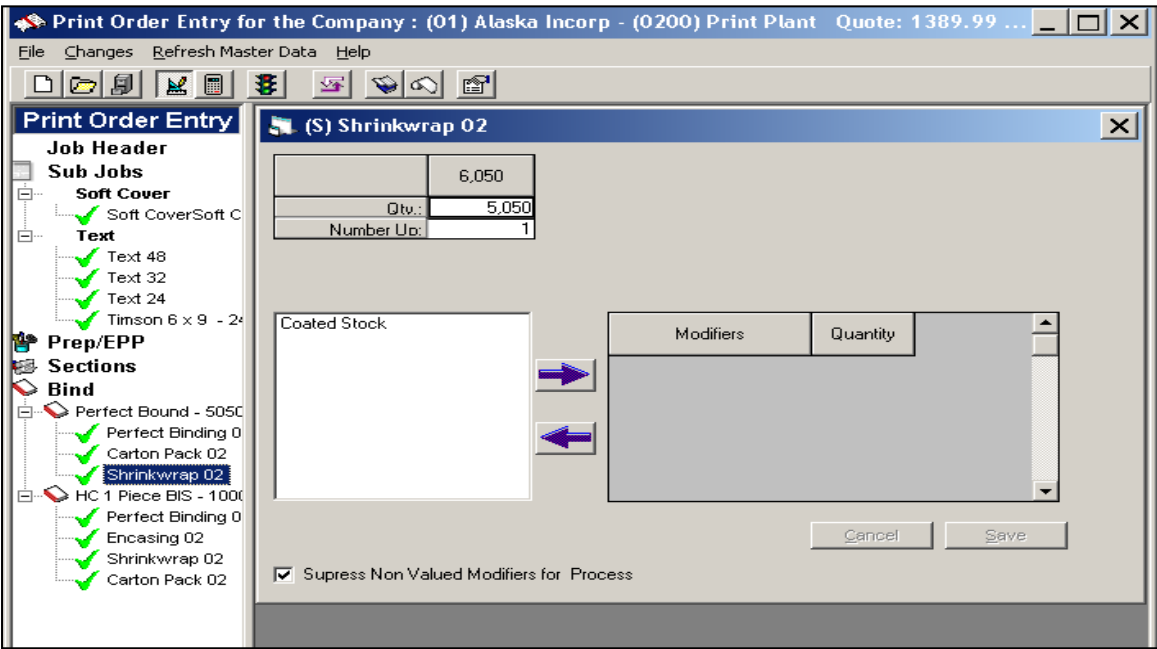 Print Order Entry for the Company : (01) Alaska Incorp - (0200) Print Plant Quote: 1389.99 ...
File Changes Refresh Master Data Help
Print Order Entry
Job Header
Sub Jobs
Soft Cover
Soft CoverSoft C
Text
Text 48
Text 32
Text 24
Timson 6 x 9 - 24
Prep/EPP
Sections
Bind
Perfect Bound - 5050
Perfect Binding 0
Carton Pack 02
Shrinkwrap 02
HC 1 Piece BIS - 1000
Perfect Binding 0
Encasing 02
Shrinkwrap 02
Carton Pack 02
(S) Shrinkwrap 02
6,050
Qty.: 5,050
Number Up: 1
Coated Stock
Modifiers Quantity
Cancel Save
Supress Non Valued Modifiers for Process